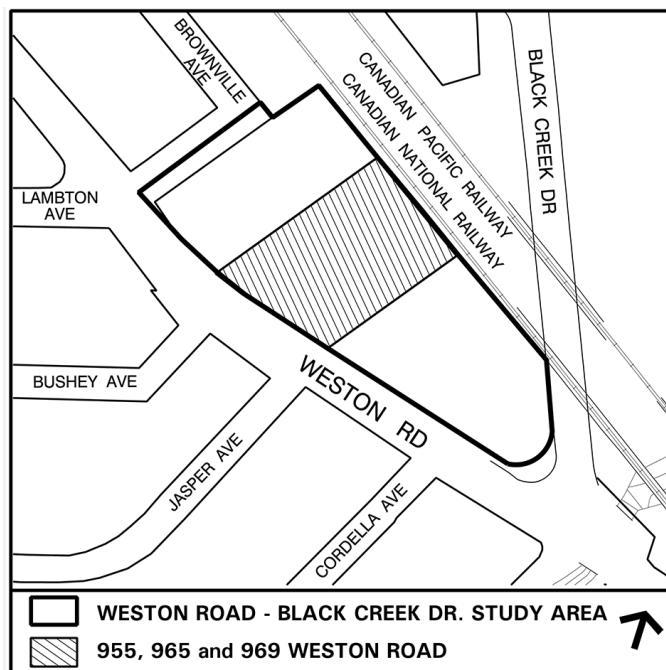 BROWNVILLE
AVE
CANADIAN PACIFIC RAILWAY
CANADIAN NATIONAL RAILWAY
BLACK CREEK DR
LAMBTON
AVE
BUSHEY AVE
WESTON RD
JASPER AVE
CORDELLA AVE
WESTON ROAD - BLACK CREEK DR. STUDY AREA
955, 965 and 969 WESTON ROAD